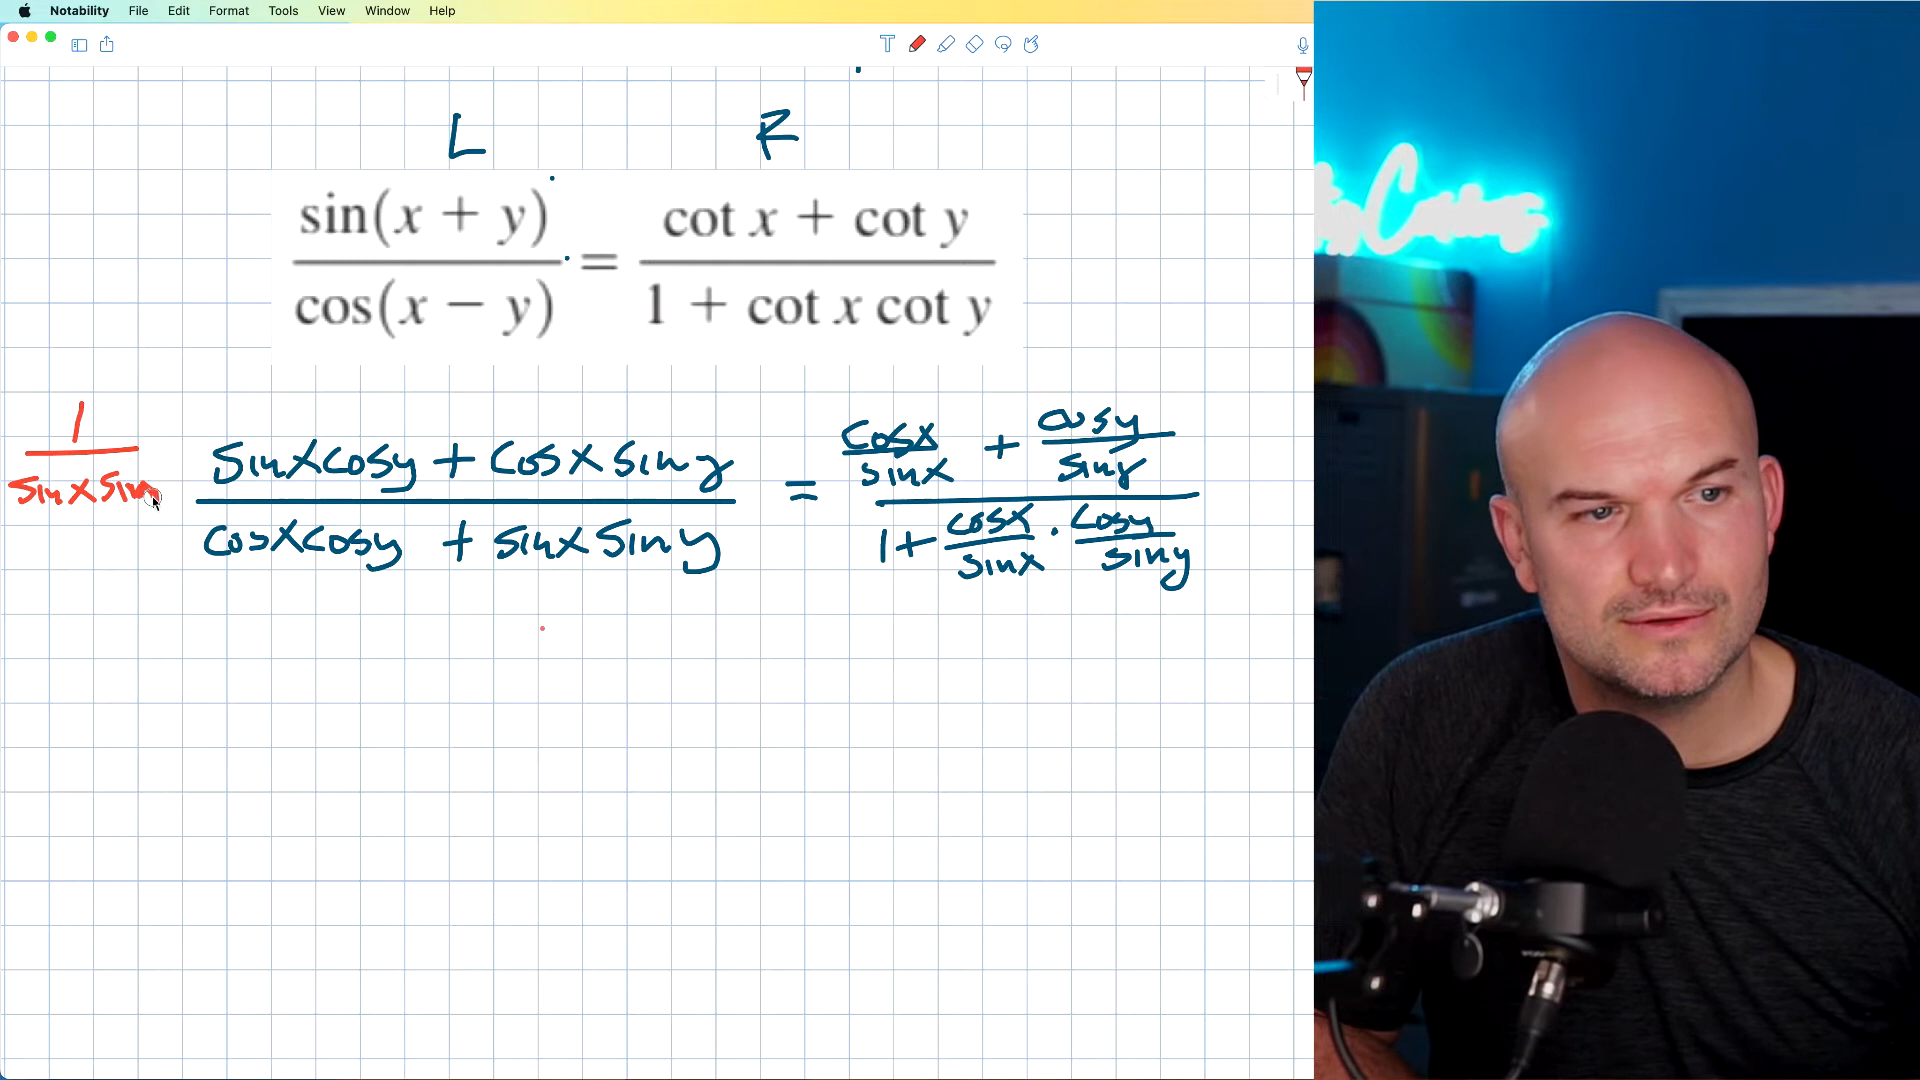 Notability File Edit Format Tools View Window Help
L R
sin(x + y) / cos(x − y) = cot x + cot y / 1 + cot x cot y
1 / sin x sin
sin x cos y + cos x sin y / cos x cos y + sin x sin y = cos x / sin x + cos y / sin y / 1 + cos x / sin x · cos y / sin y